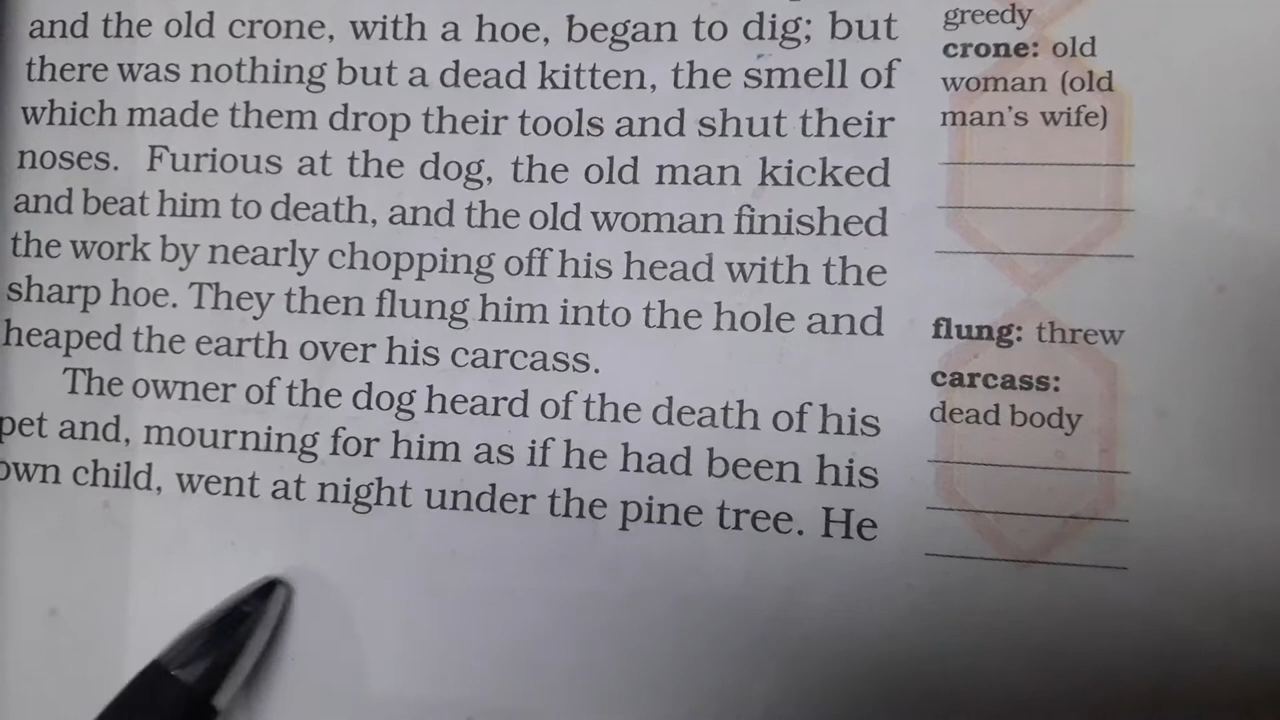 and the old crone, with a hoe, began to dig; but
there was nothing but a dead kitten, the smell of
which made them drop their tools and shut their
noses. Furious at the dog, the old man kicked
and beat him to death, and the old woman finished
the work by nearly chopping off his head with the
sharp hoe. They then flung him into the hole and
heaped the earth over his carcass.
The owner of the dog heard of the death of his
pet and, mourning for him as if he had been his
own child, went at night under the pine tree. He
greedy
crone: old
woman (old
man's wife)
flung: threw
carcass:
dead body